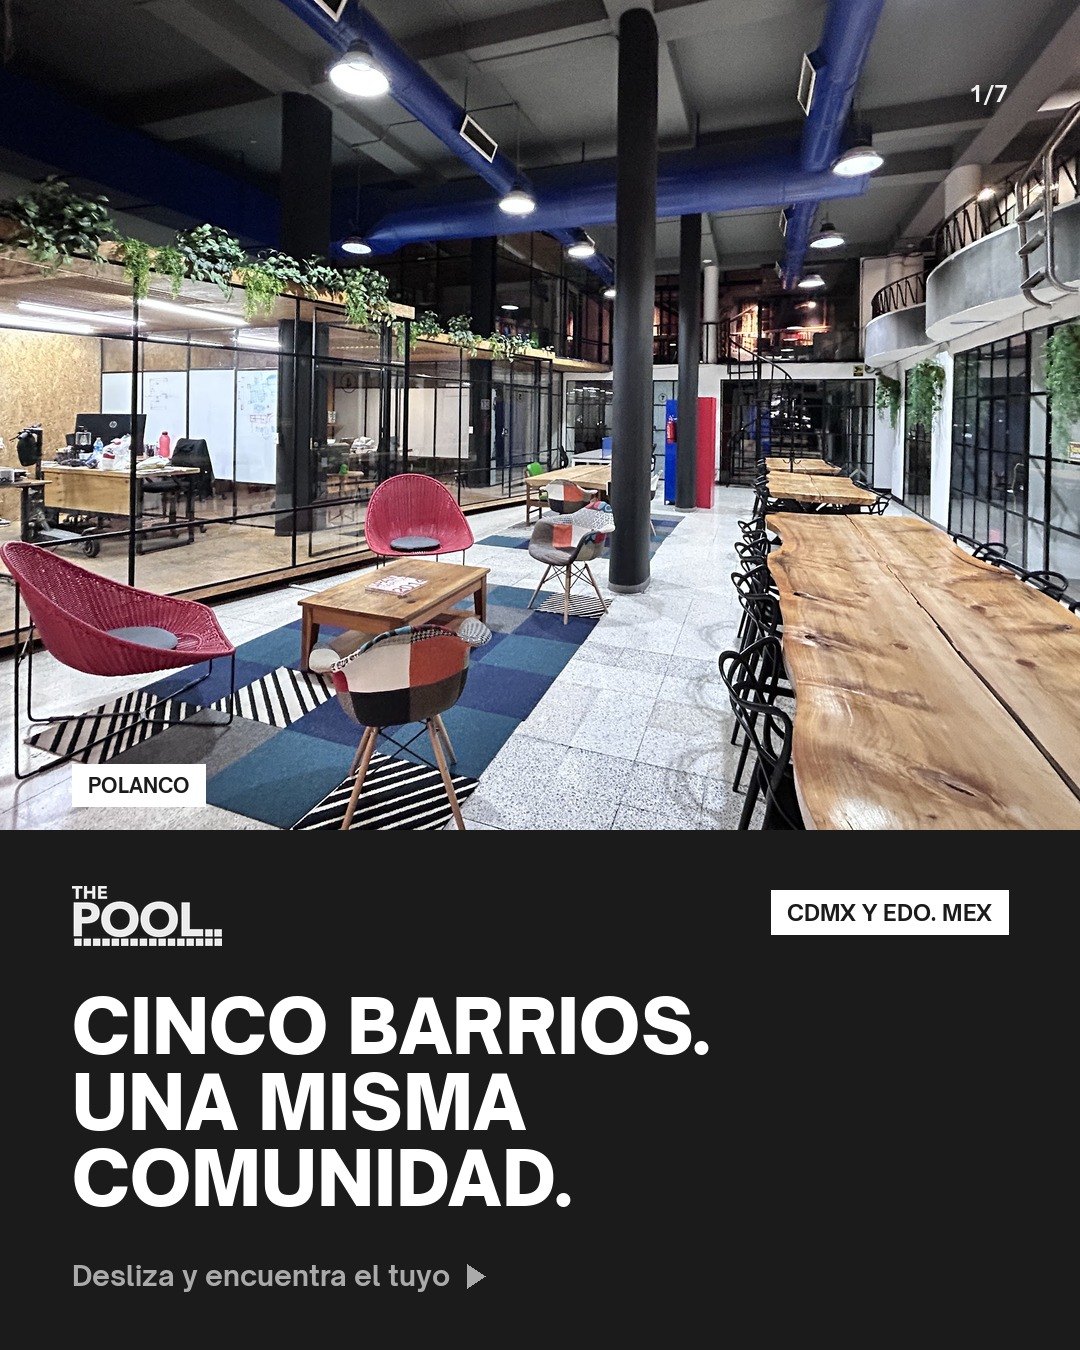 1/7
POLANCO
THE
POOL
CDMX Y EDO. MEX
CINCO BARRIOS.
UNA MISMA
COMUNIDAD.
Desliza y encuentra el tuyo